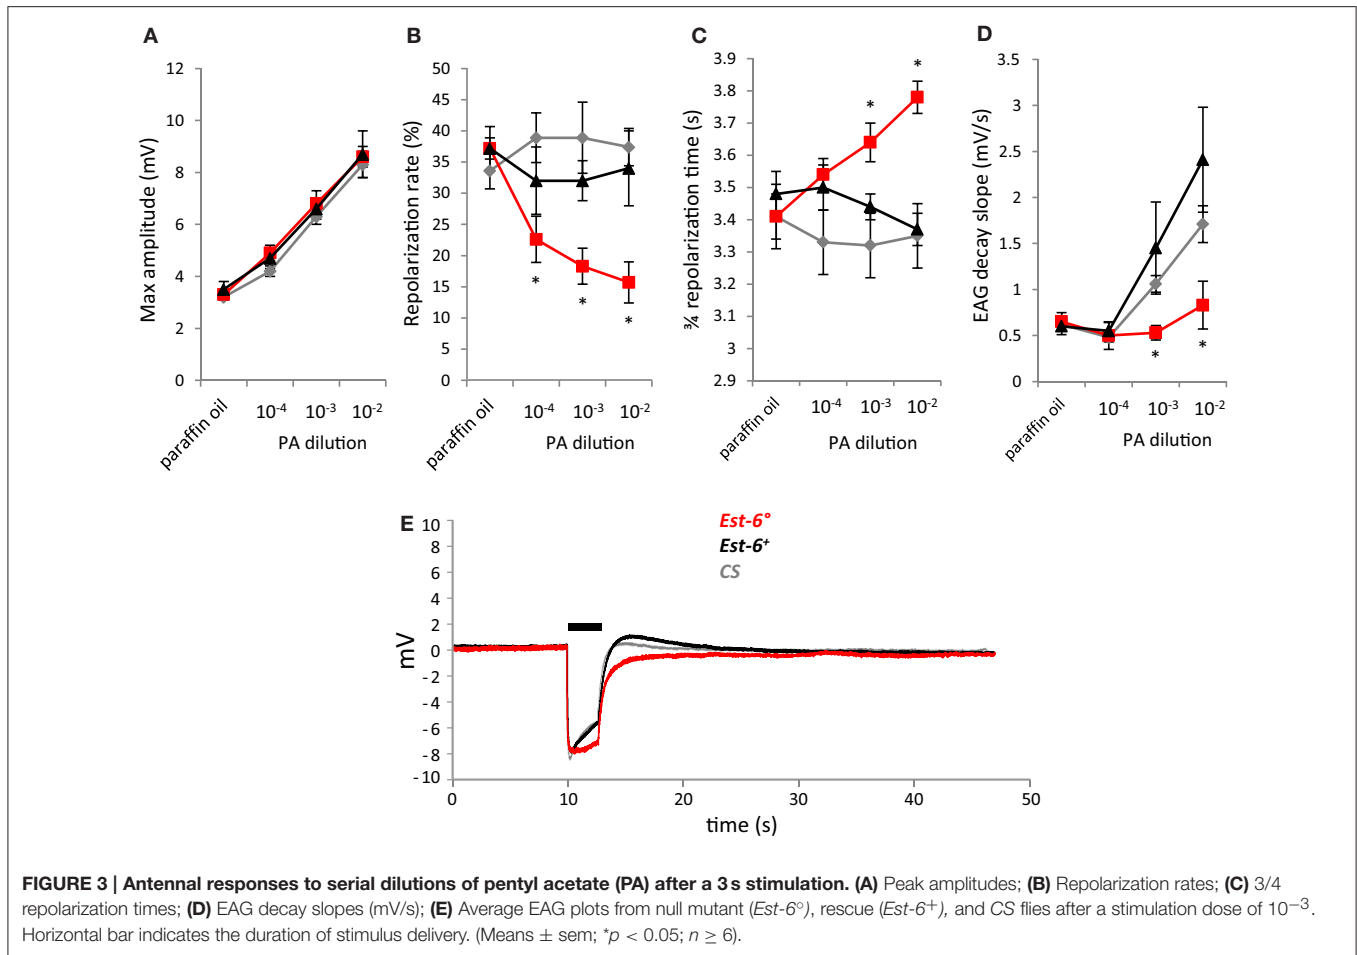 A
Max amplitude (mV)
12
10
8
6
4
2
0
paraffin oil
10⁻⁴
10⁻³
10⁻²
PA dilution
B
Repolarization rate (%)
50
45
40
35
30
25
20
15
10
5
0
*
*
*
paraffin oil
10⁻⁴
10⁻³
10⁻²
PA dilution
C
¾ repolarization time (s)
3.9
3.8
3.7
3.6
3.5
3.4
3.3
3.2
3.1
3
2.9
*
*
paraffin oil
10⁻⁴
10⁻³
10⁻²
PA dilution
D
EAG decay slope (mV/s)
3.5
3
2.5
2
1.5
1
0.5
0
*
*
paraffin oil
10⁻⁴
10⁻³
10⁻²
PA dilution
E
mV
10
8
6
4
2
0
-2
-4
-6
-8
-10
Est-6°
Est-6⁺
CS
0
10
20
30
40
50
time (s)
FIGURE 3 | Antennal responses to serial dilutions of pentyl acetate (PA) after a 3 s stimulation. (A) Peak amplitudes; (B) Repolarization rates; (C) 3/4
repolarization times; (D) EAG decay slopes (mV/s); (E) Average EAG plots from null mutant (Est-6°), rescue (Est-6⁺), and CS flies after a stimulation dose of 10⁻³.
Horizontal bar indicates the duration of stimulus delivery. (Means ± sem; *p < 0.05; n ≥ 6).